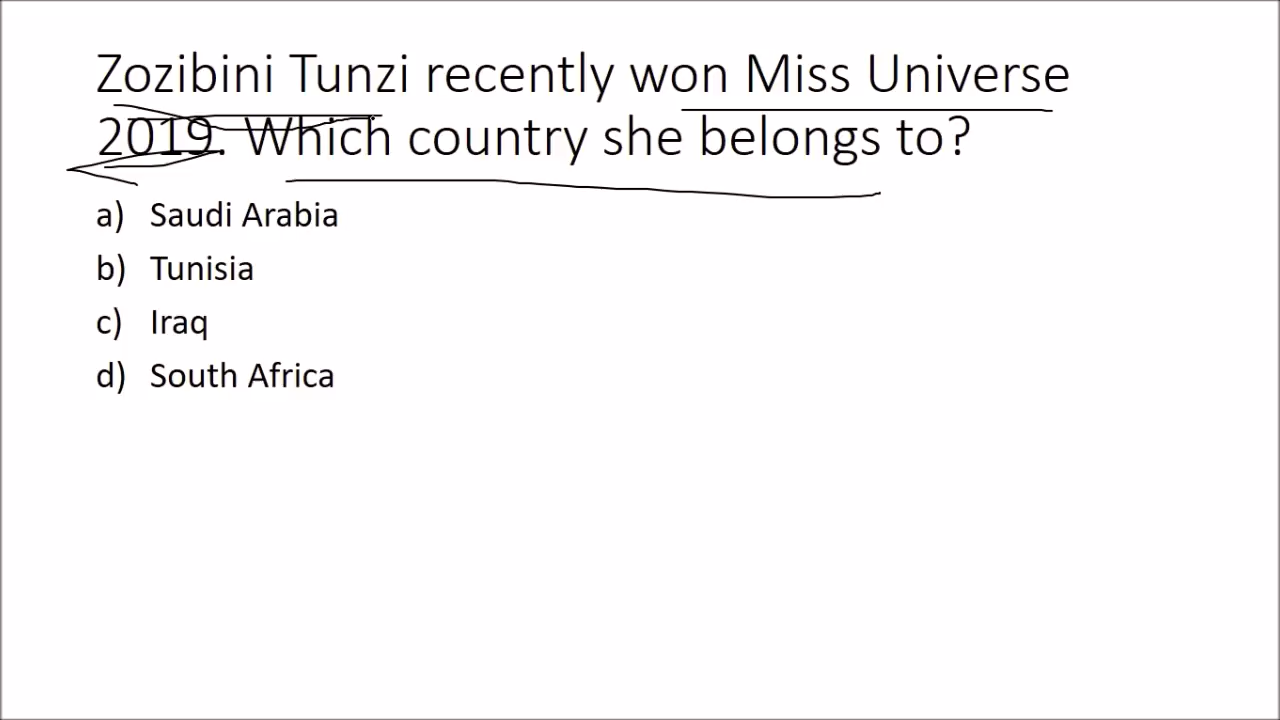 Zozibini Tunzi recently won Miss Universe
2019. Which country she belongs to?
a) Saudi Arabia
b) Tunisia
c) Iraq
d) South Africa